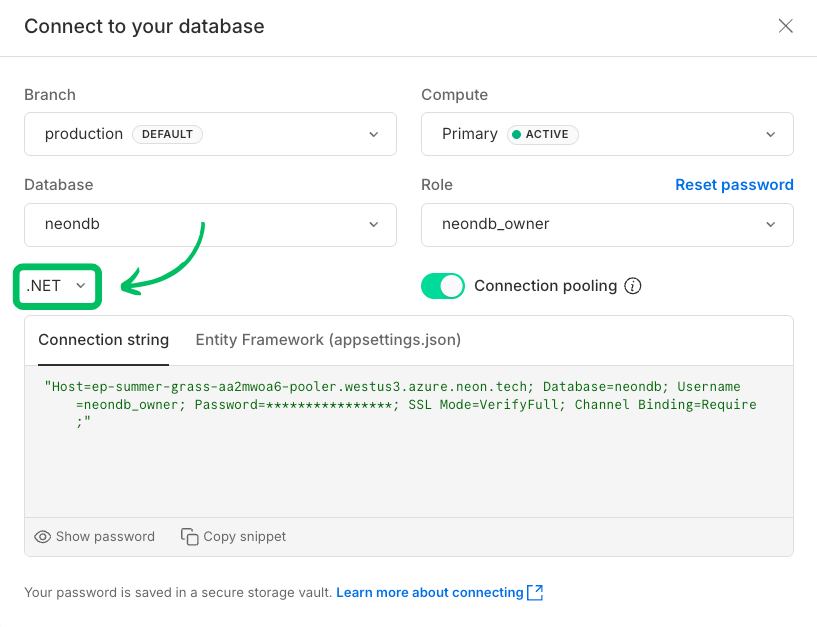 Connect to your database
Branch
Compute
production DEFAULT
Primary ACTIVE
Database
Role
Reset password
neondb
neondb_owner
.NET
Connection pooling
Connection string
Entity Framework (appsettings.json)
"Host=ep-summer-grass-aa2mwoa6-pooler.westus3.azure.neon.tech; Database=neondb; Username
=neondb_owner; Password=****************; SSL Mode=VerifyFull; Channel Binding=Require
;"
Show password
Copy snippet
Your password is saved in a secure storage vault. Learn more about connecting